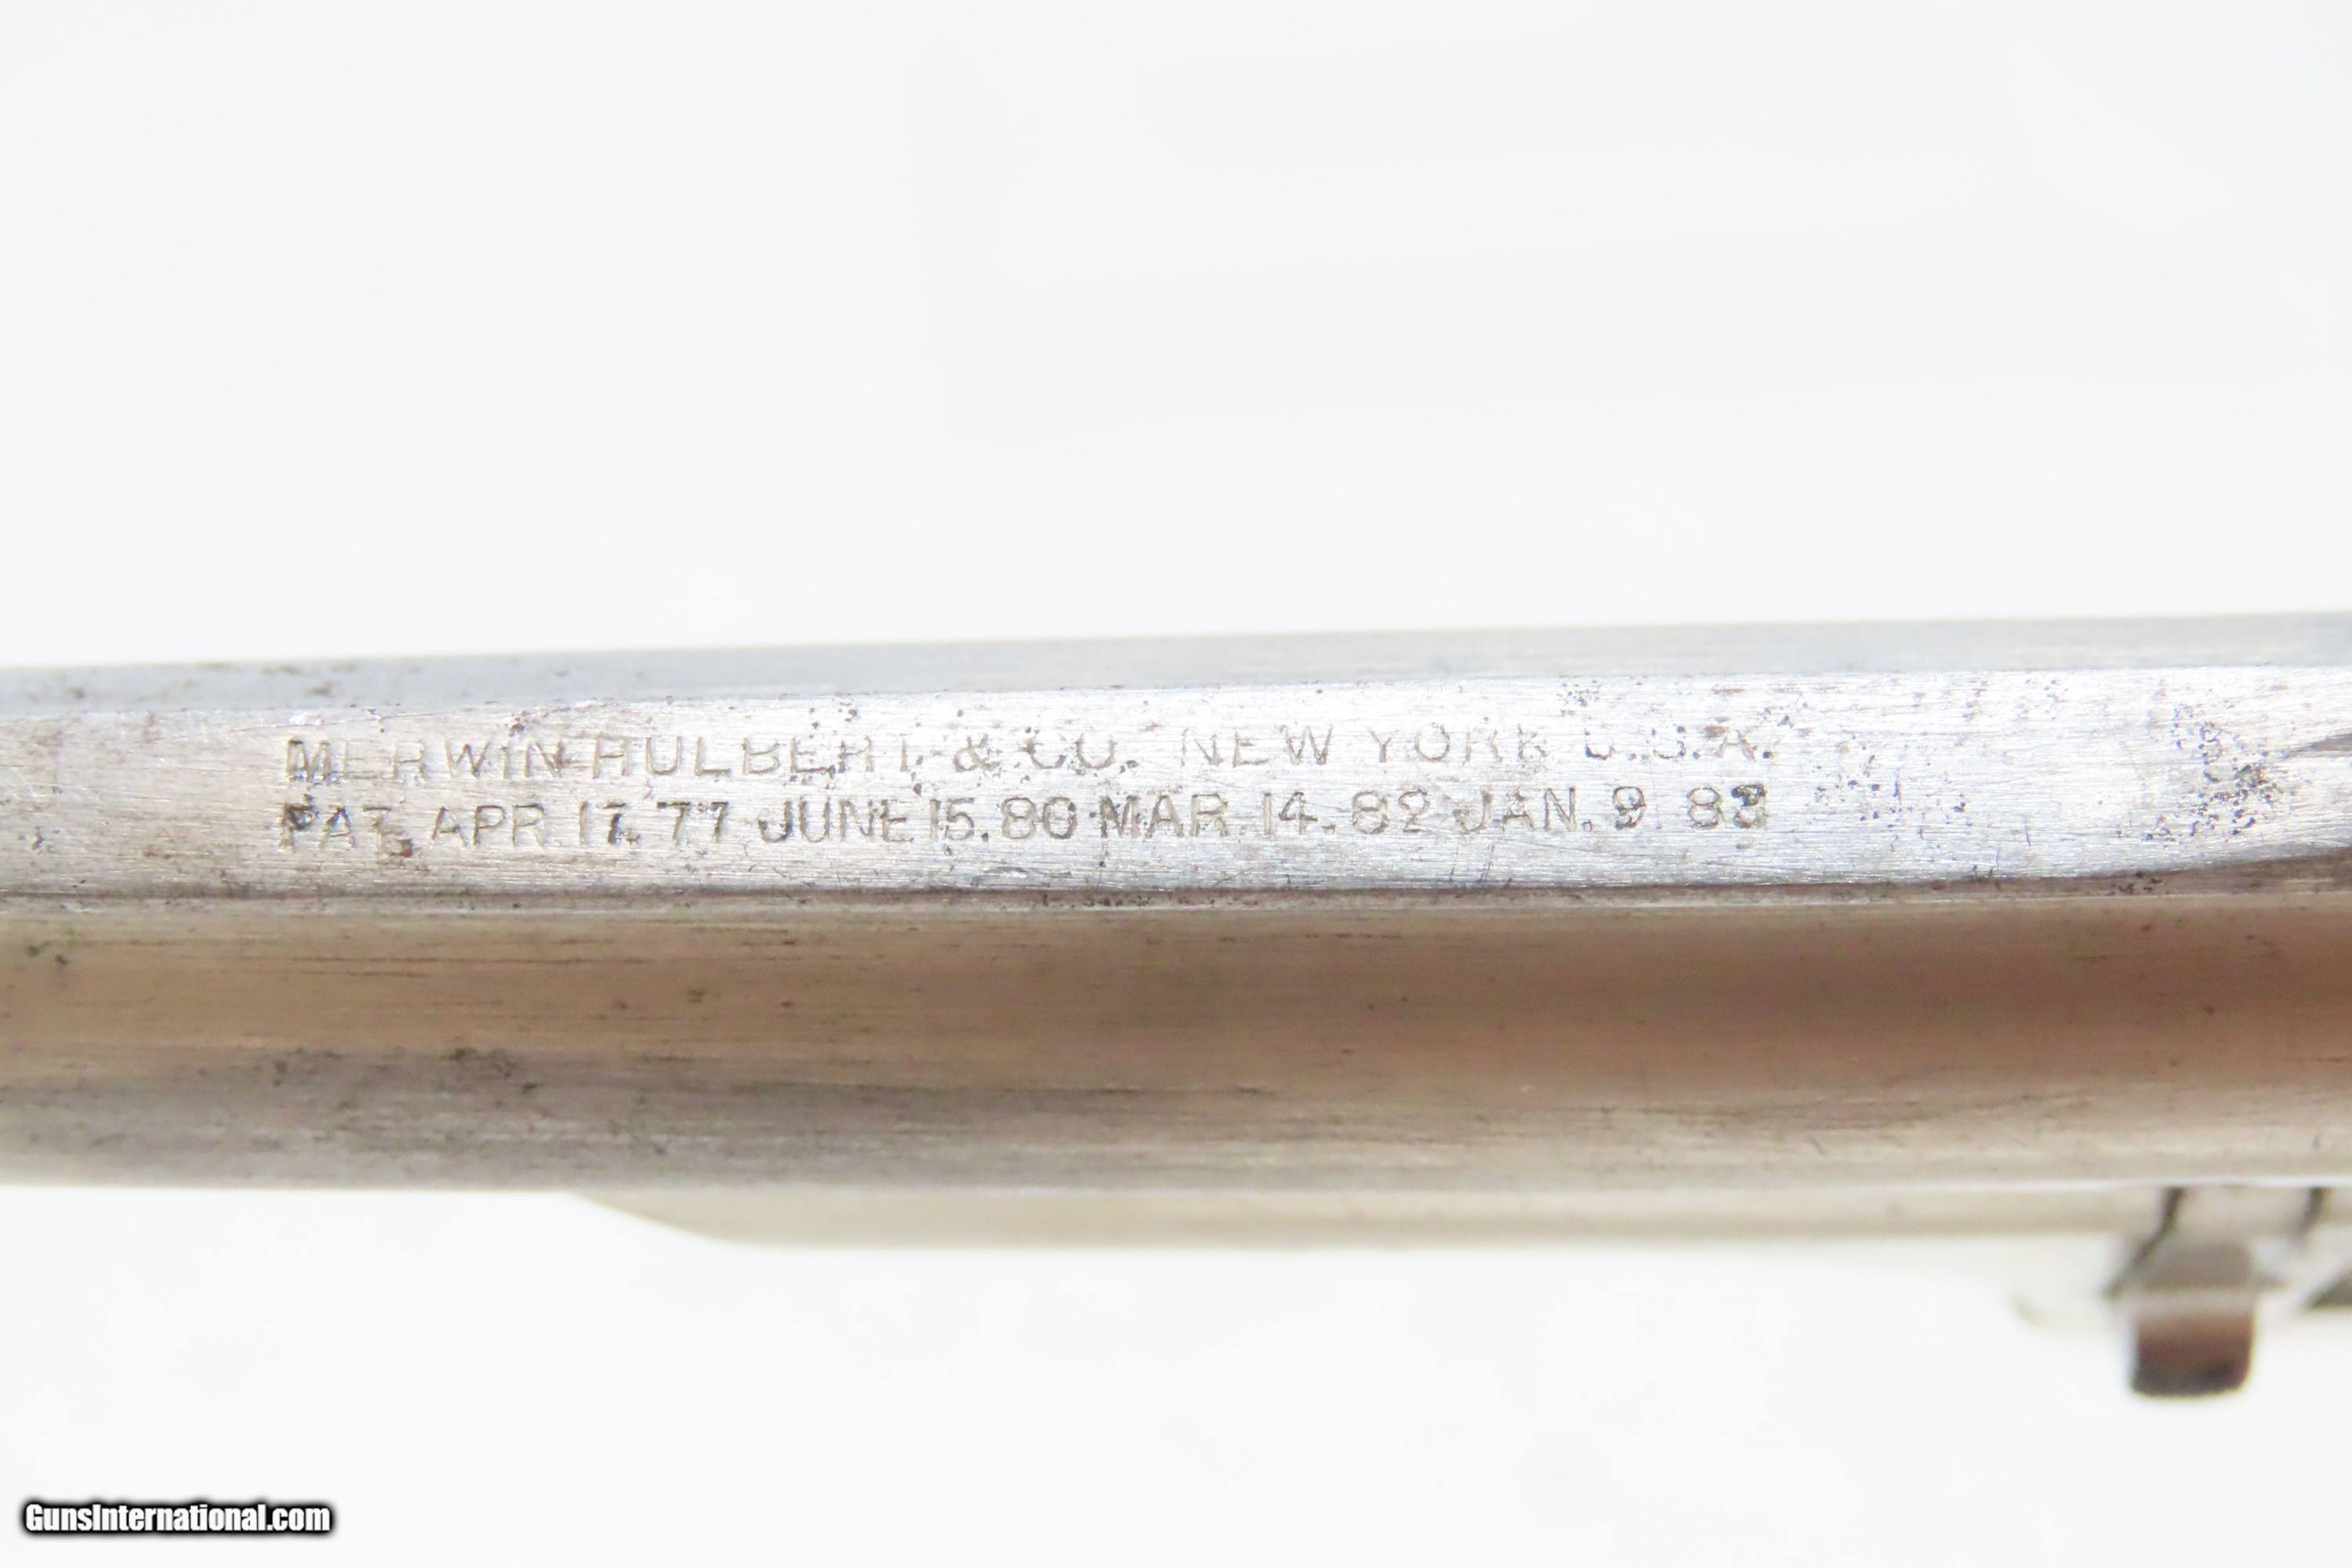 MERWIN HULBERT & CO. NEW YORK U.S.A.
PAT. APR. 17. 77 JUNE 15. 80 MAR. 14. 82 JAN. 9. 83
GunsInternational.com